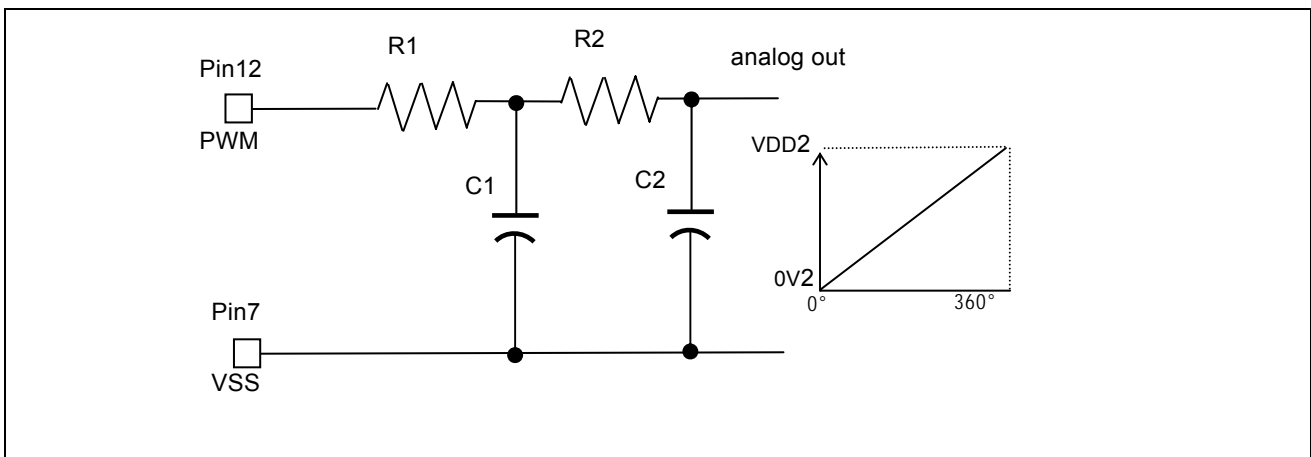 R1
R2
analog out
Pin12
PWM
VDD2
C1
C2
0V2
0°
360°
Pin7
VSS